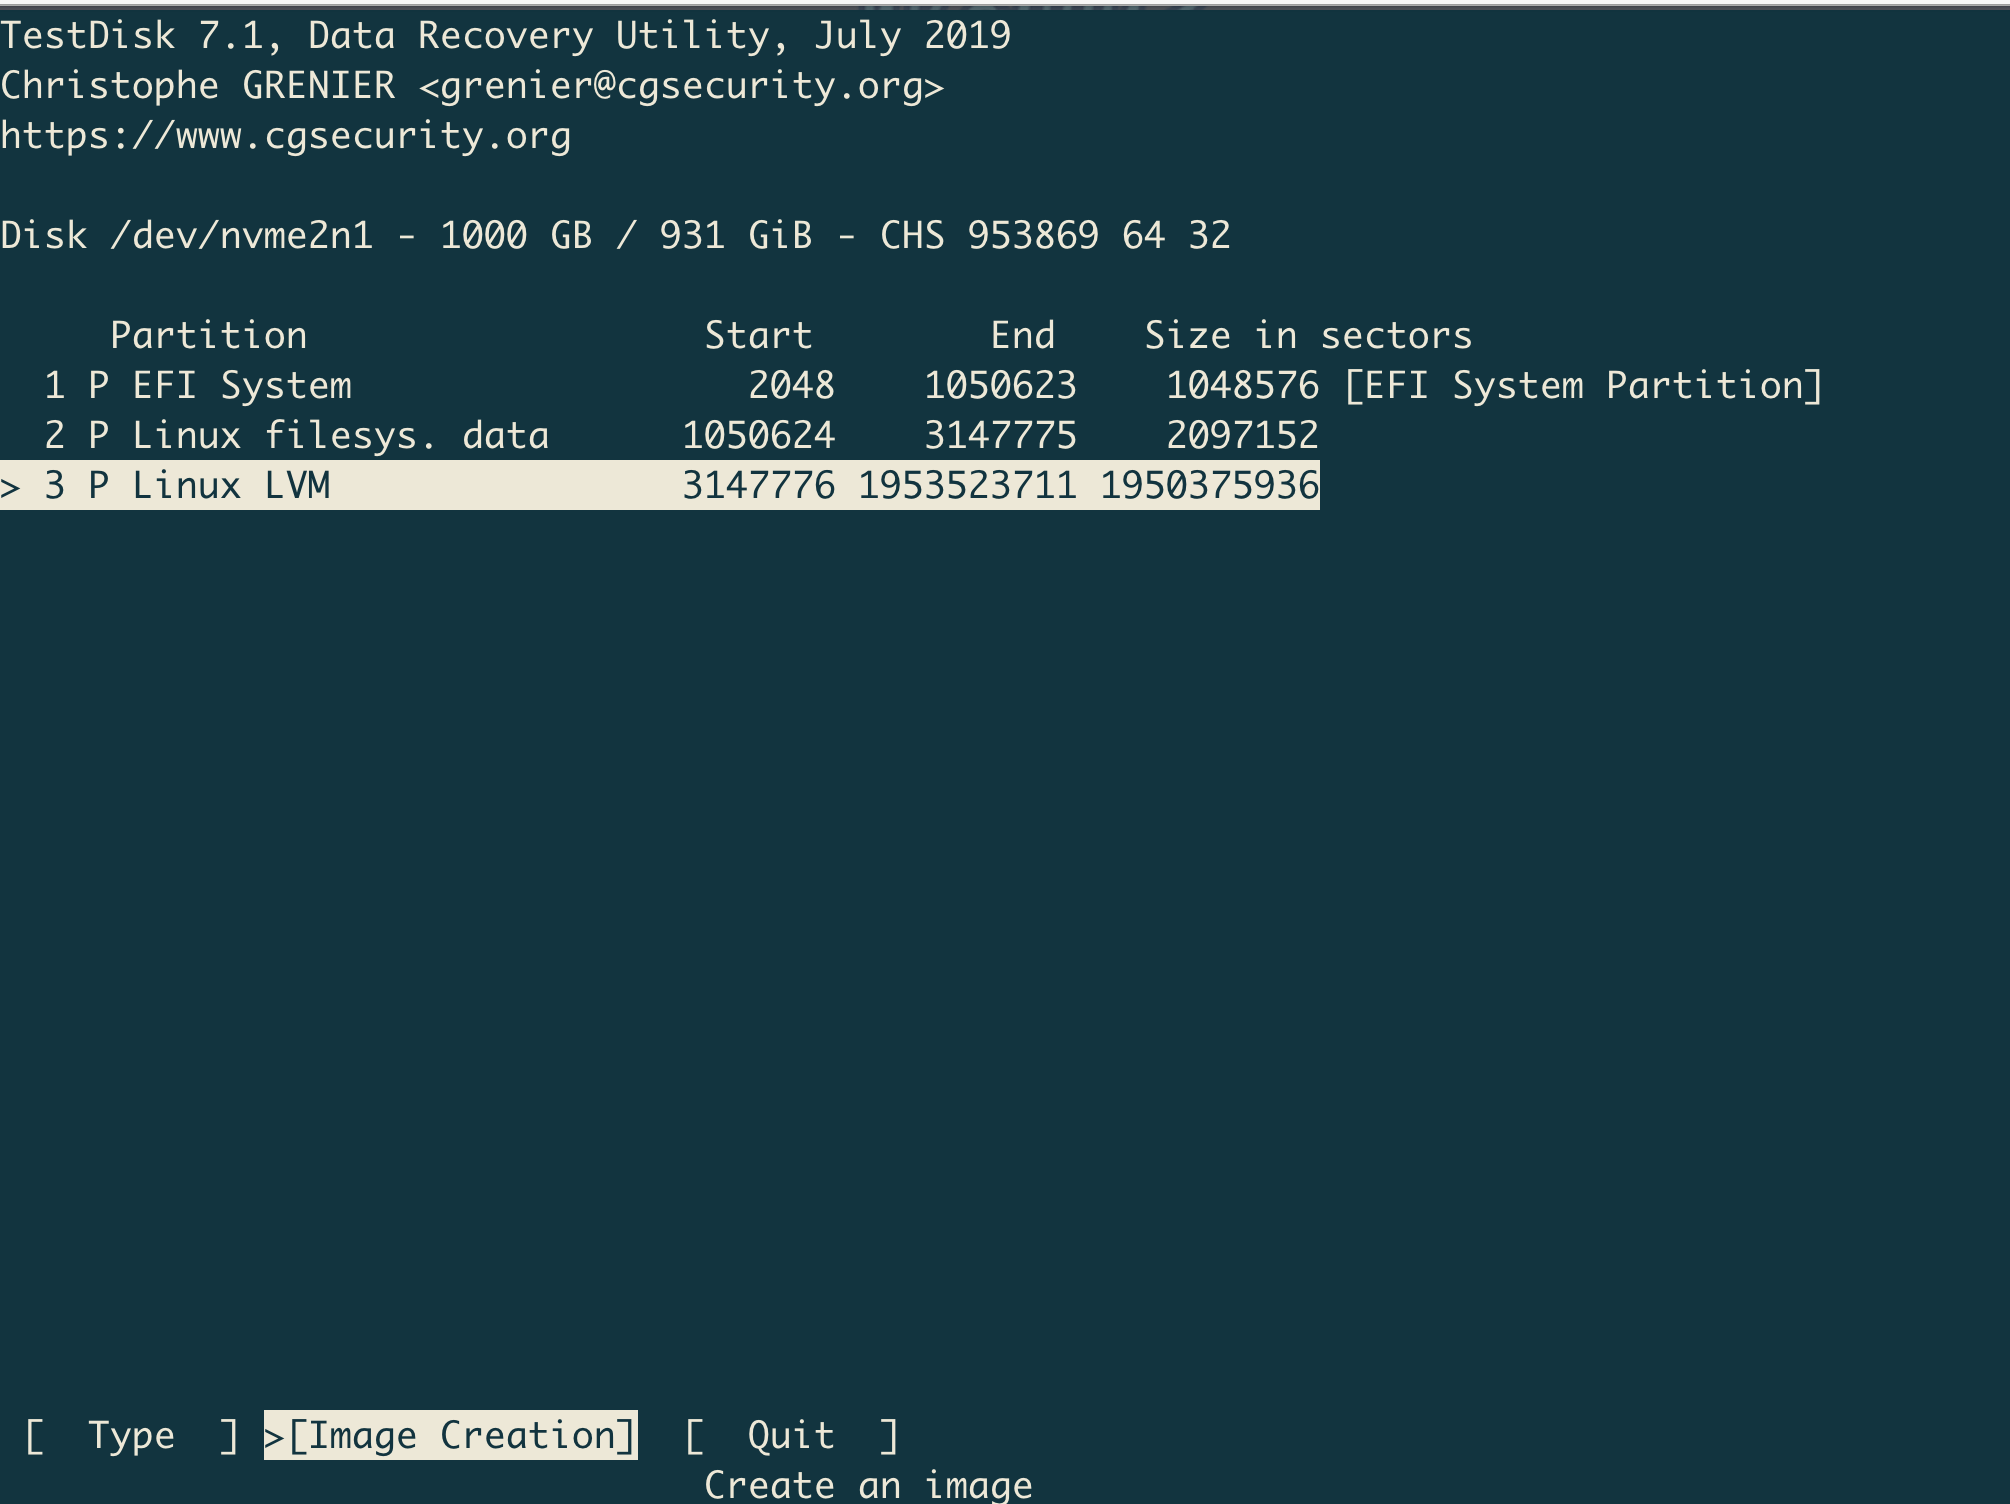 TestDisk 7.1, Data Recovery Utility, July 2019
Christophe GRENIER <grenier@cgsecurity.org>
https://www.cgsecurity.org
Disk /dev/nvme2n1 - 1000 GB / 931 GiB - CHS 953869 64 32
Partition Start End Size in sectors
1 P EFI System 2048 1050623 1048576 [EFI System Partition]
2 P Linux filesys. data 1050624 3147775 2097152
> 3 P Linux LVM 3147776 1953523711 1950375936
[ Type ] >[Image Creation] [ Quit ]
Create an image